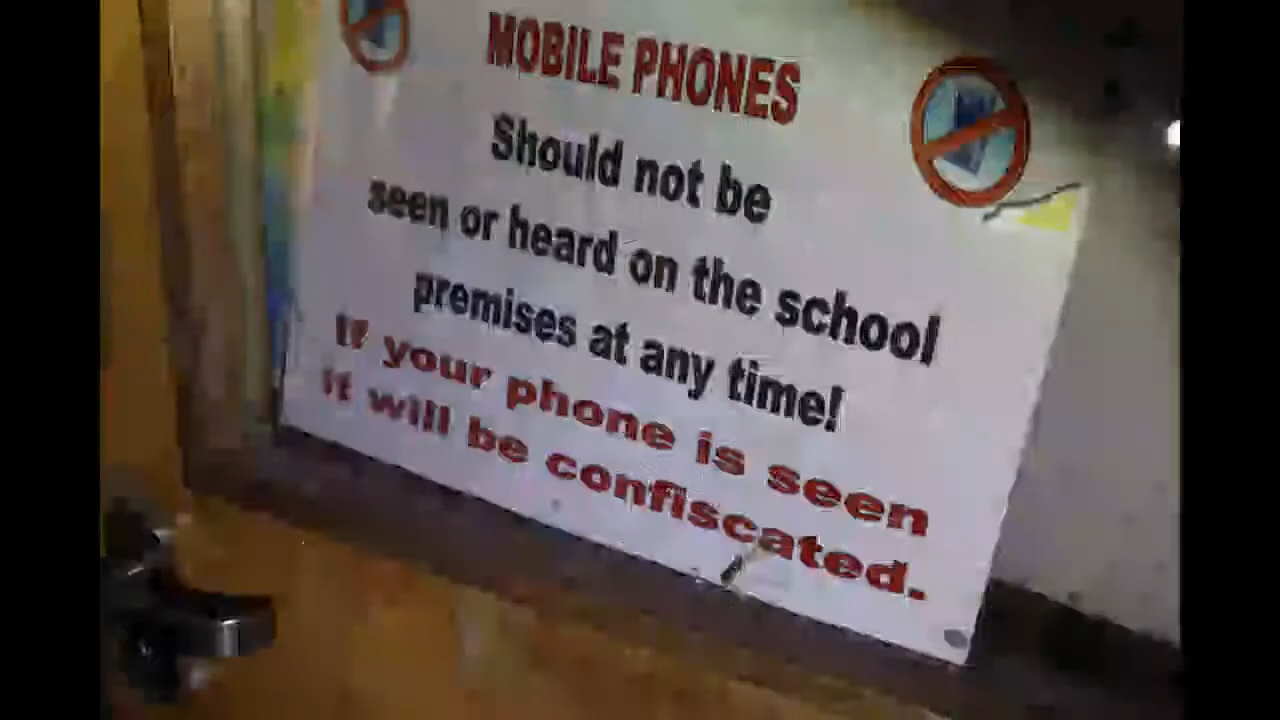 MOBILE PHONES
Should not be
seen or heard on the school
premises at any time!
If your phone is seen
it will be confiscated.